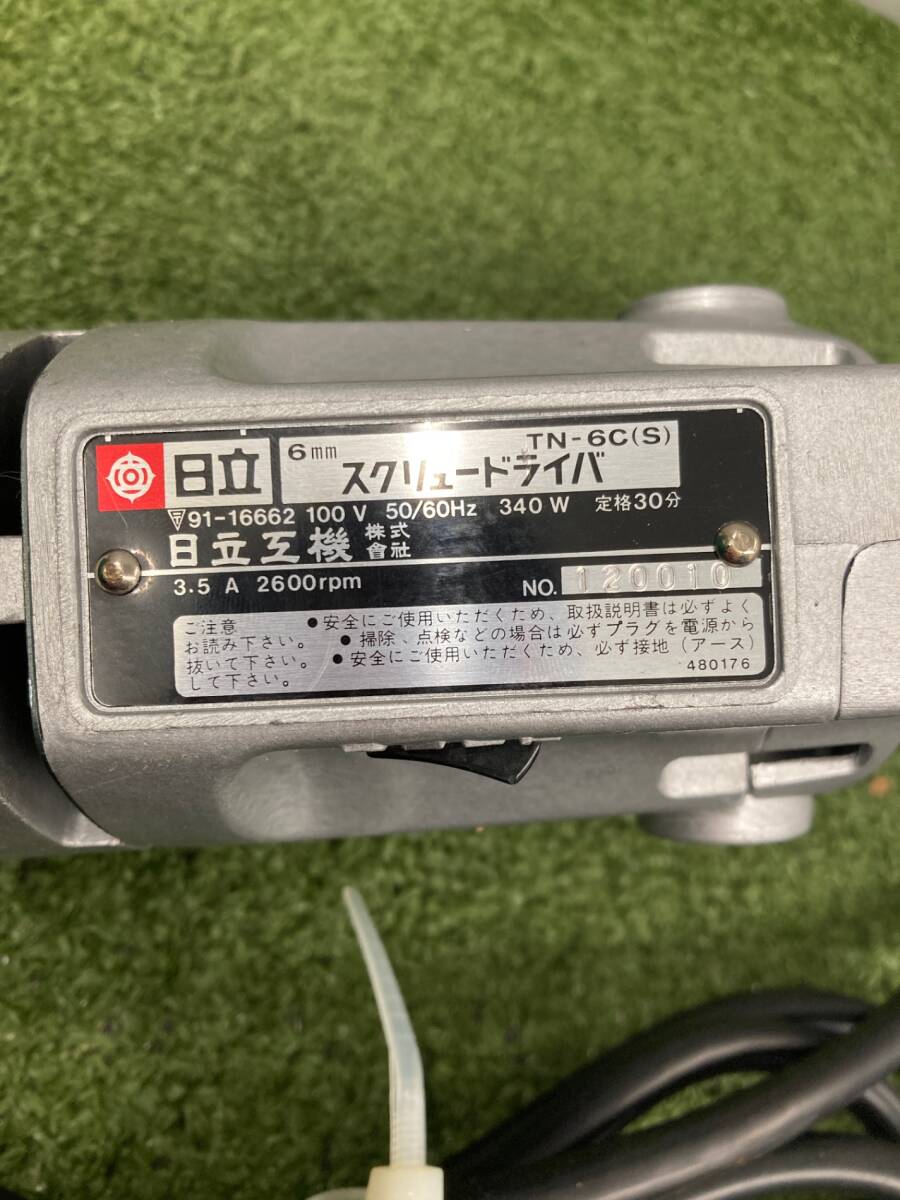 日立
6mm TN-6C(S)
スクリュードライバ
〒91-16662 100 V 50/60Hz 340 W 定格30分
日立工機 株式會社
3.5 A 2600rpm NO. 120010
ご注意 ●安全にご使用いただくため、取扱説明書は必ずよく
お読み下さい。 ●掃除、点検などの場合は必ずプラグを電源から
抜いて下さい。 ●安全にご使用いただくため、必ず接地(アース)
して下さい。 480176